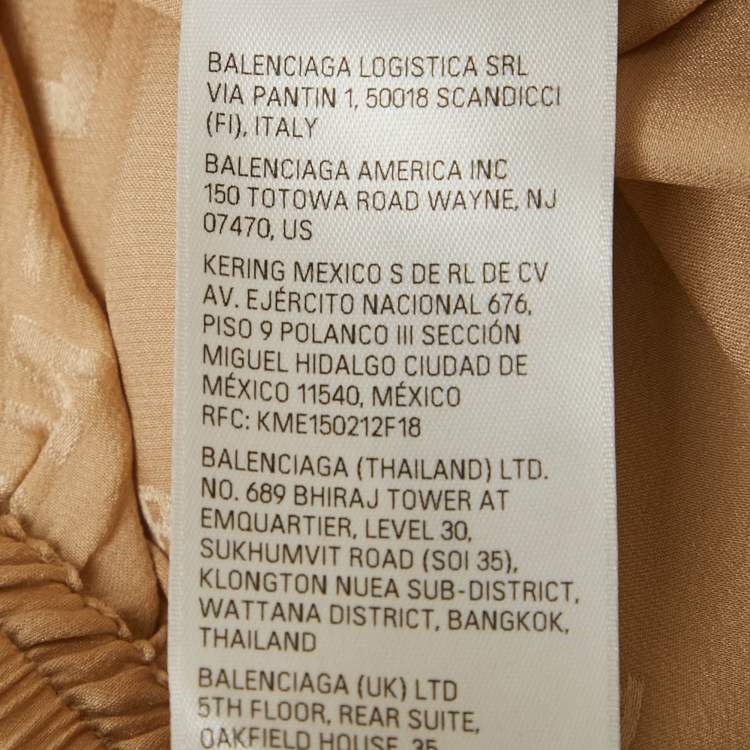 BALENCIAGA LOGISTICA SRL
VIA PANTIN 1, 50018 SCANDICCI
(FI), ITALY
BALENCIAGA AMERICA INC
150 TOTOWA ROAD WAYNE, NJ
07470, US
KERING MEXICO S DE RL DE CV
AV. EJÉRCITO NACIONAL 676,
PISO 9 POLANCO III SECCIÓN
MIGUEL HIDALGO CIUDAD DE
MÉXICO 11540, MÉXICO
RFC: KME150212F18
BALENCIAGA (THAILAND) LTD.
NO. 689 BHIRAJ TOWER AT
EMQUARTIER, LEVEL 30,
SUKHUMVIT ROAD (SOI 35),
KLONGTON NUEA SUB-DISTRICT,
WATTANA DISTRICT, BANGKOK,
THAILAND
BALENCIAGA (UK) LTD
5TH FLOOR, REAR SUITE,
OAKFIELD HOUSE, 35